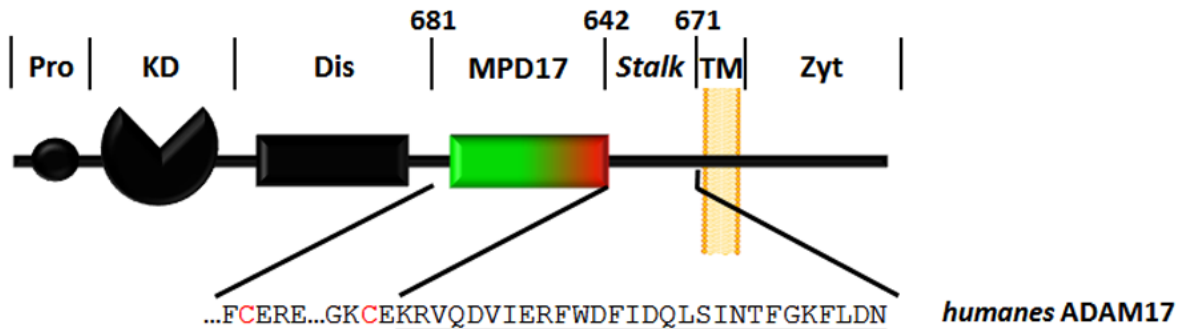 681 642 671
Pro KD Dis MPD17 Stalk TM Zyt
...FCERE...GKCEKRVQDVIERFWDFIDQLSINTFGKFLDN humanes ADAM17